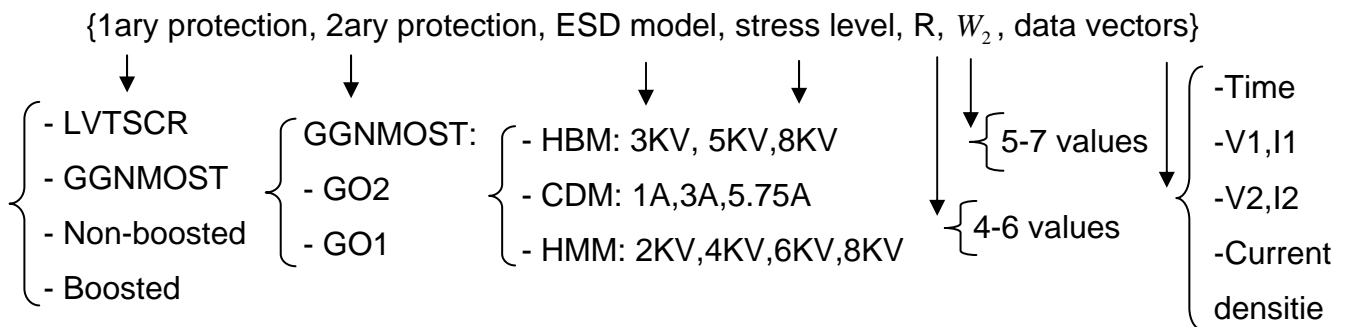 {1ary protection, 2ary protection, ESD model, stress level, R, W₂, data vectors}
- LVTSCR
- GGNMOST
- Non-boosted
- Boosted
GGNMOST:
- GO2
- GO1
- HBM: 3KV, 5KV,8KV
- CDM: 1A,3A,5.75A
- HMM: 2KV,4KV,6KV,8KV
5-7 values
4-6 values
-Time
-V1,I1
-V2,I2
-Current
densitie